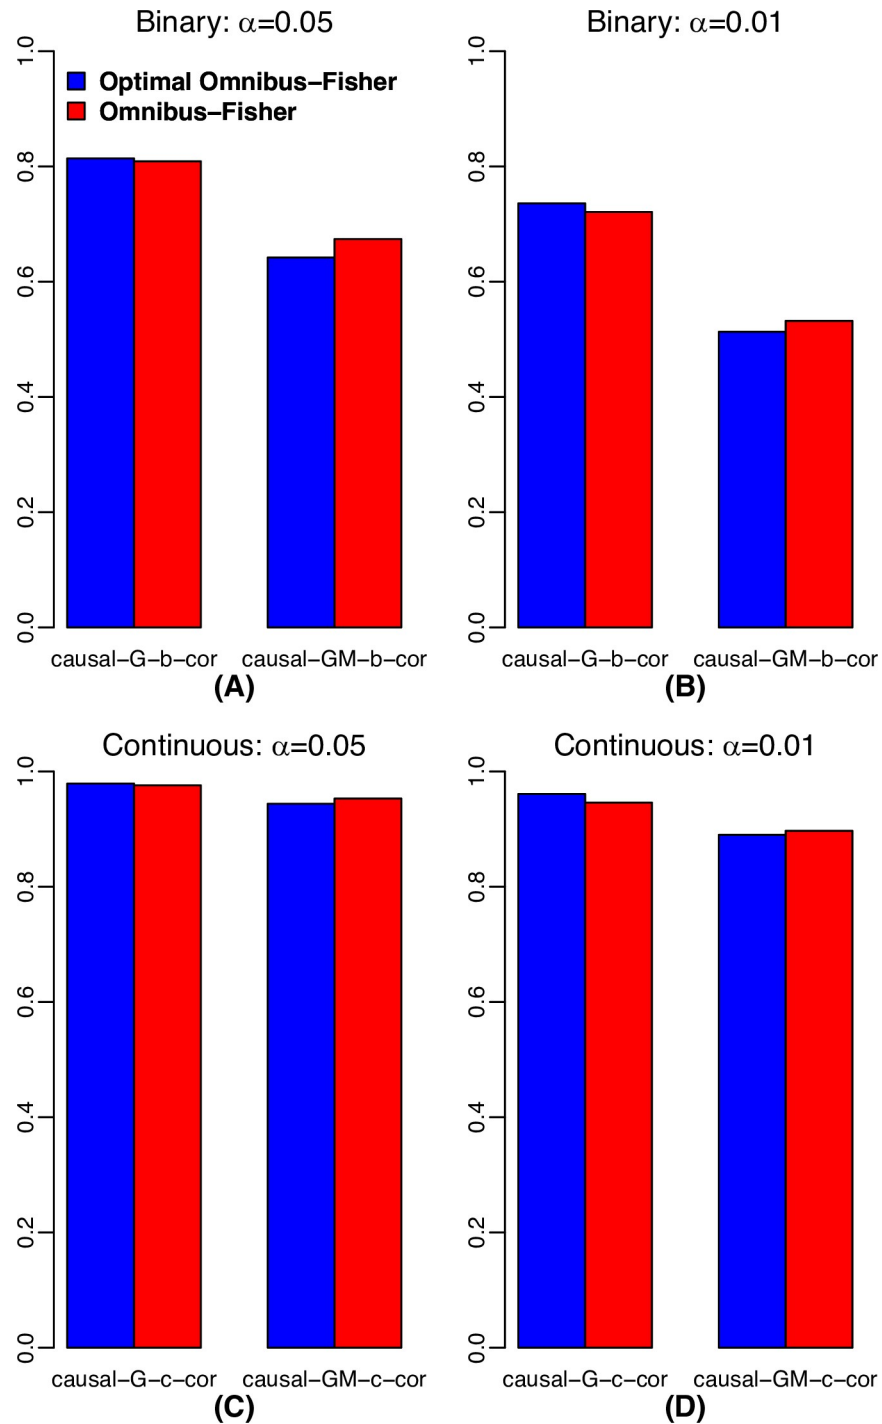 Binary: α=0.05
1.0
0.8
0.6
0.4
0.2
0.0
Optimal Omnibus−Fisher
Omnibus−Fisher
causal−G−b−cor causal−GM−b−cor
(A)
Binary: α=0.01
1.0
0.8
0.6
0.4
0.2
0.0
causal−G−b−cor causal−GM−b−cor
(B)
Continuous: α=0.05
1.0
0.8
0.6
0.4
0.2
0.0
causal−G−c−cor causal−GM−c−cor
(C)
Continuous: α=0.01
1.0
0.8
0.6
0.4
0.2
0.0
causal−G−c−cor causal−GM−c−cor
(D)